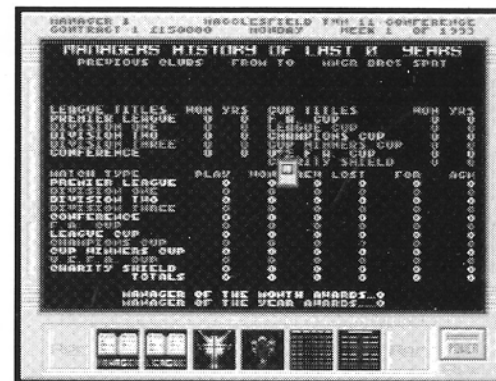 MANAGER 1 MACCLESFIELD TWN 11 CONFERENCE
CONTRACT 1 £150000 MONDAY WEEK 1 OF 1993
MANAGERS HISTORY OF LAST 0 YEARS
PREVIOUS CLUBS FROM TO WHEN BROT SPNT
LEAGUE TITLES WON YRS CUP TITLES WON YRS
PREMIER LEAGUE 0 0 F.A. CUP 0 0
DIVISION ONE 0 0 LEAGUE CUP 0 0
DIVISION TWO 0 0 CHAMPIONS CUP 0 0
DIVISION THREE 0 0 CUP WINNERS CUP 0 0
CONFERENCE 0 0 U.E.F.A. CUP 0 0
CHARITY SHIELD 0 0
MATCH TYPE PLAY WON DREW LOST FOR AGN
PREMIER LEAGUE 0 0 0 0 0 0
DIVISION ONE 0 0 0 0 0 0
DIVISION TWO 0 0 0 0 0 0
DIVISION THREE 0 0 0 0 0 0
CONFERENCE 0 0 0 0 0 0
F.A. CUP 0 0 0 0 0 0
LEAGUE CUP 0 0 0 0 0 0
CHAMPIONS CUP 0 0 0 0 0 0
CUP WINNERS CUP 0 0 0 0 0 0
U.E.F.A. CUP 0 0 0 0 0 0
CHARITY SHIELD 0 0 0 0 0 0
TOTALS 0 0 0 0 0 0
MANAGER OF THE MONTH AWARDS...0
MANAGER OF THE YEAR AWARDS...0
POWER